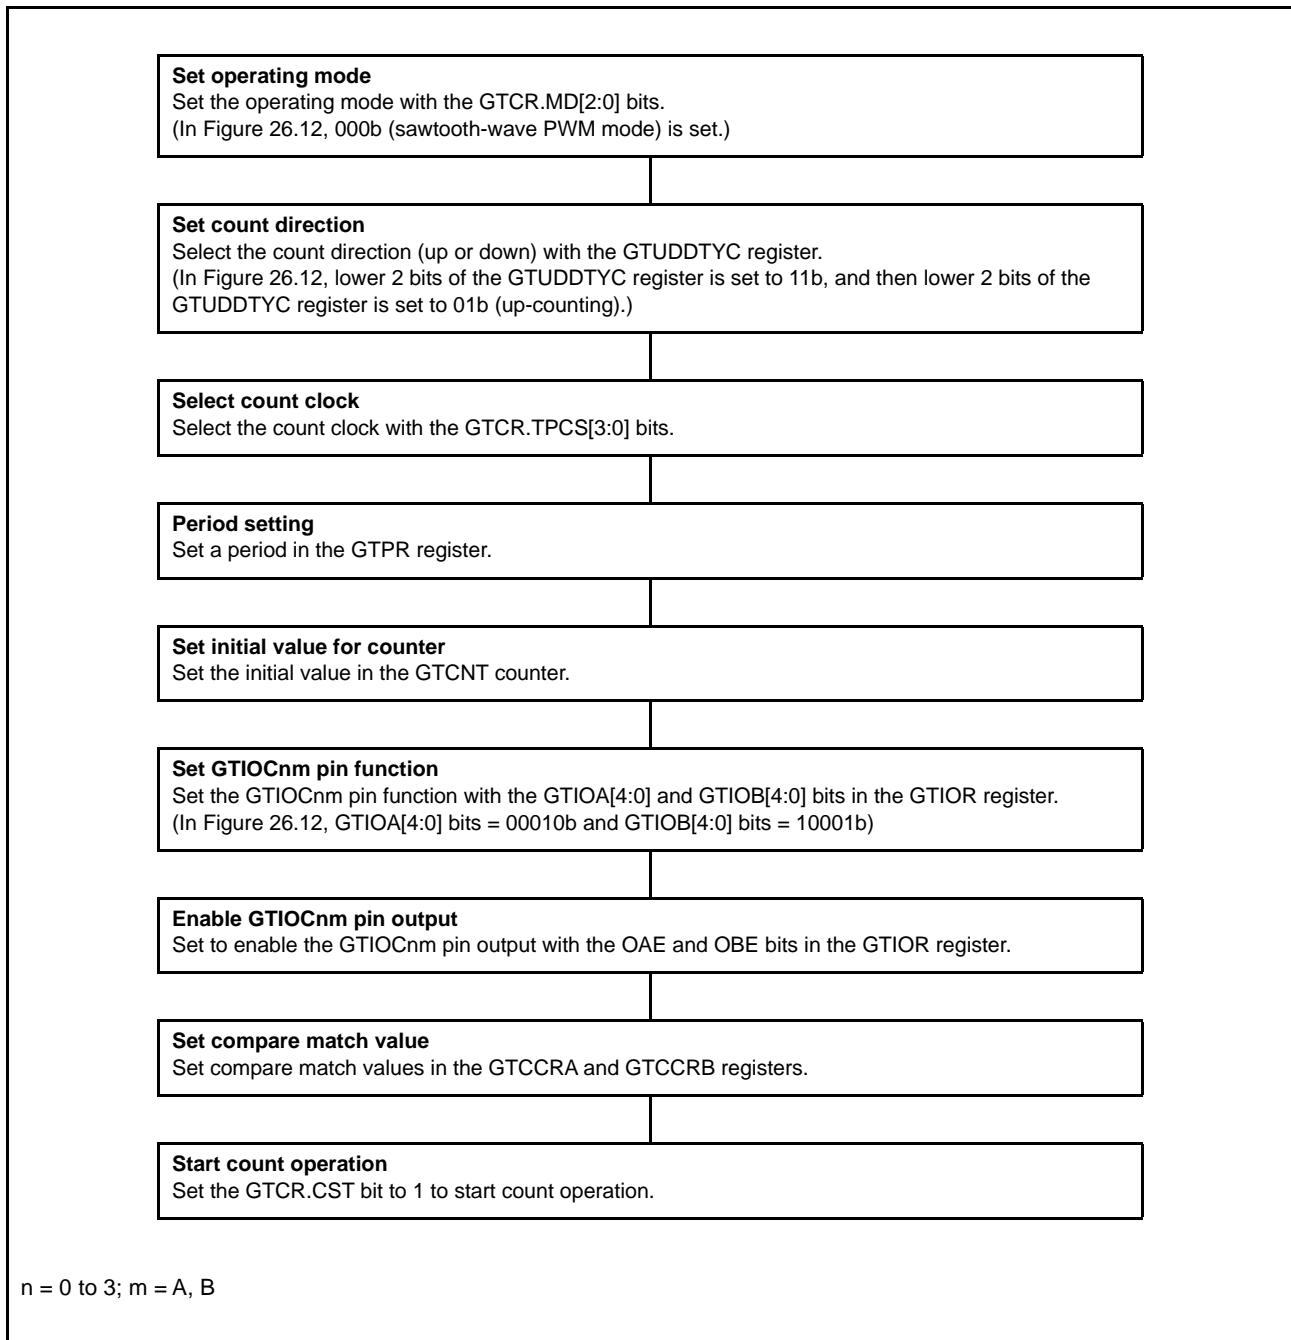 Set operating mode
Set the operating mode with the GTCR.MD[2:0] bits.
(In Figure 26.12, 000b (sawtooth-wave PWM mode) is set.)
Set count direction
Select the count direction (up or down) with the GTUDDTYC register.
(In Figure 26.12, lower 2 bits of the GTUDDTYC register is set to 11b, and then lower 2 bits of the
GTUDDTYC register is set to 01b (up-counting).)
Select count clock
Select the count clock with the GTCR.TPCS[3:0] bits.
Period setting
Set a period in the GTPR register.
Set initial value for counter
Set the initial value in the GTCNT counter.
Set GTIOCnm pin function
Set the GTIOCnm pin function with the GTIOA[4:0] and GTIOB[4:0] bits in the GTIOR register.
(In Figure 26.12, GTIOA[4:0] bits = 00010b and GTIOB[4:0] bits = 10001b)
Enable GTIOCnm pin output
Set to enable the GTIOCnm pin output with the OAE and OBE bits in the GTIOR register.
Set compare match value
Set compare match values in the GTCCRA and GTCCRB registers.
Start count operation
Set the GTCR.CST bit to 1 to start count operation.
n = 0 to 3; m = A, B